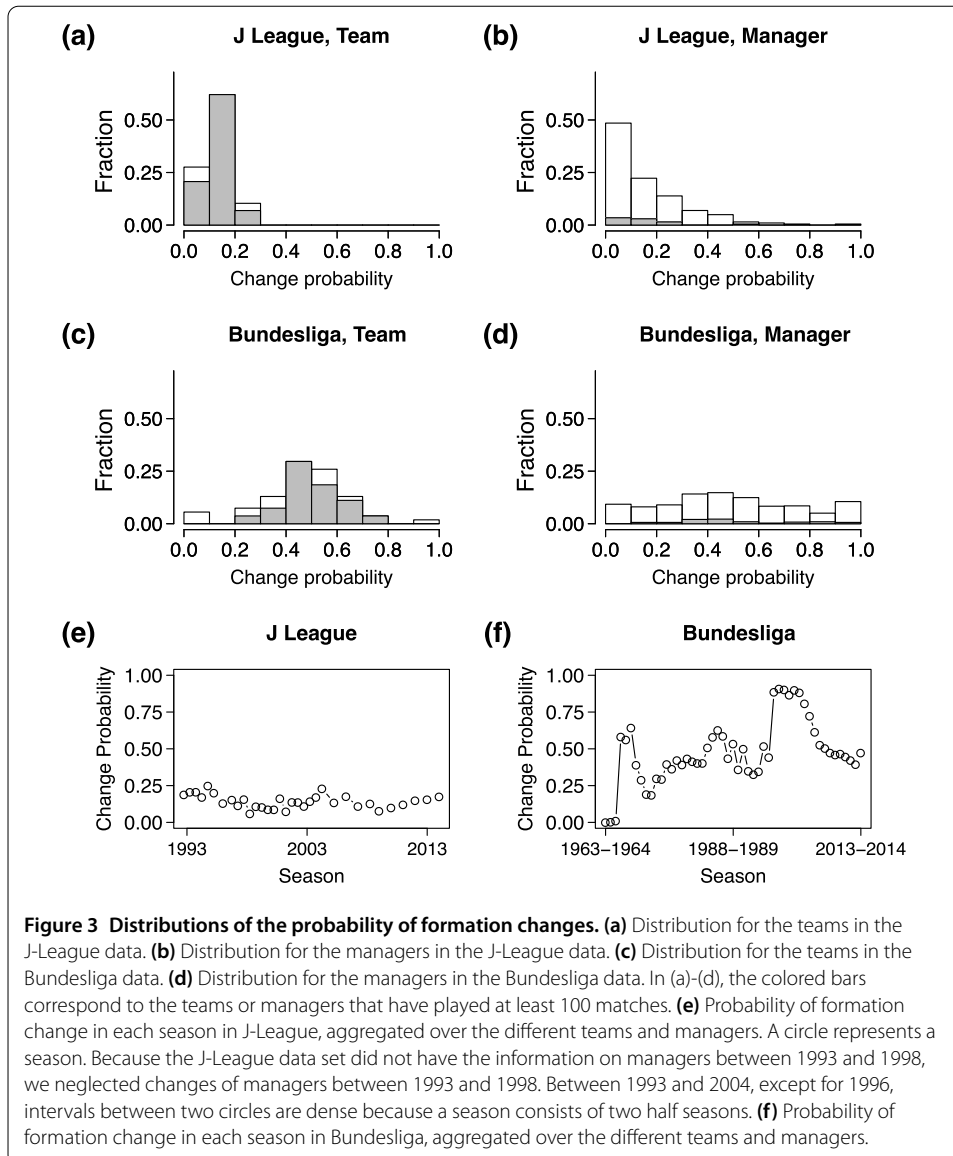 (a) J League, Team
0.50
0.25
0.00
Fraction
0.0 0.2 0.4 0.6 0.8 1.0
Change probability
(b) J League, Manager
0.50
0.25
0.00
Fraction
0.0 0.2 0.4 0.6 0.8 1.0
Change probability
(c) Bundesliga, Team
0.50
0.25
0.00
Fraction
0.0 0.2 0.4 0.6 0.8 1.0
Change probability
(d) Bundesliga, Manager
0.50
0.25
0.00
Fraction
0.0 0.2 0.4 0.6 0.8 1.0
Change probability
(e) J League
1.00
0.75
0.50
0.25
0.00
Change Probability
1993 2003 2013
Season
(f) Bundesliga
1.00
0.75
0.50
0.25
0.00
Change Probability
1963−1964 1988−1989 2013−2014
Season
Figure 3 Distributions of the probability of formation changes. (a) Distribution for the teams in the
J-League data. (b) Distribution for the managers in the J-League data. (c) Distribution for the teams in the
Bundesliga data. (d) Distribution for the managers in the Bundesliga data. In (a)-(d), the colored bars
correspond to the teams or managers that have played at least 100 matches. (e) Probability of formation
change in each season in J-League, aggregated over the different teams and managers. A circle represents a
season. Because the J-League data set did not have the information on managers between 1993 and 1998,
we neglected changes of managers between 1993 and 1998. Between 1993 and 2004, except for 1996,
intervals between two circles are dense because a season consists of two half seasons. (f) Probability of
formation change in each season in Bundesliga, aggregated over the different teams and managers.